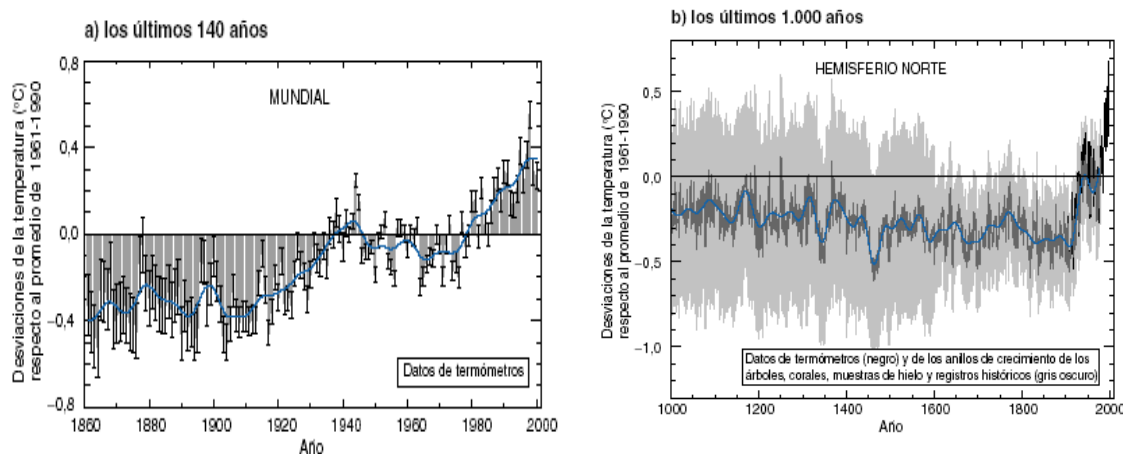 a) los últimos 140 años
Desviaciones de la temperatura (°C)
respecto al promedio de 1961-1990
0,8
0,4
0,0
−0,4
−0,8
MUNDIAL
Datos de termómetros
1860
1880
1900
1920
1940
1960
1980
2000
Año
b) los últimos 1.000 años
Desviaciones de la temperatura (°C)
respecto al promedio de 1961-1990
0,5
0,0
−0,5
−1,0
HEMISFERIO NORTE
Datos de termómetros (negro) y de los anillos de crecimiento de los
árboles, corales, muestras de hielo y registros históricos (gris oscuro)
1000
1200
1400
1600
1800
2000
Año